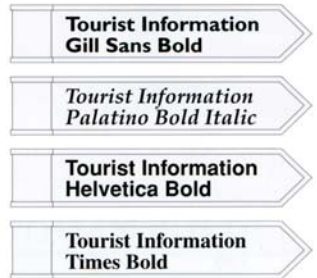 Tourist Information
Gill Sans Bold
Tourist Information
Palatino Bold Italic
Tourist Information
Helvetica Bold
Tourist Information
Times Bold